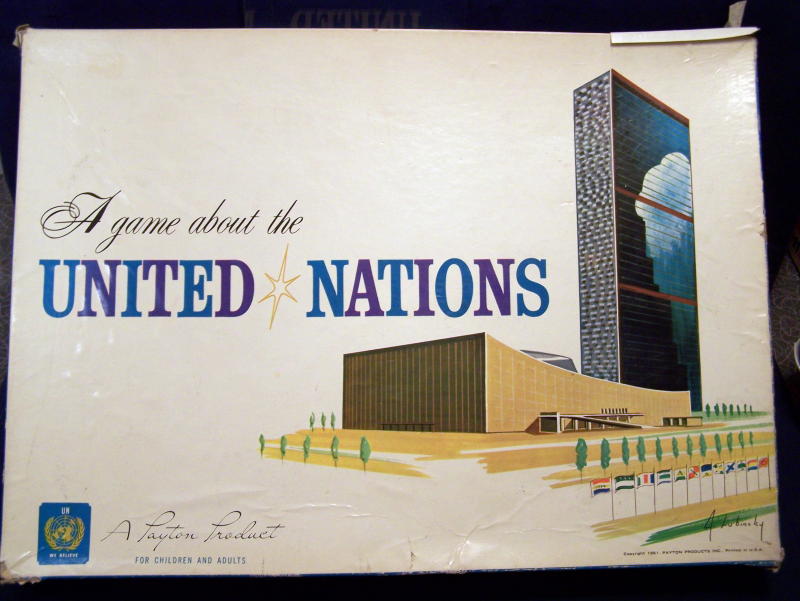 A game about the
UNITED NATIONS
UN
WE BELIEVE
A Payton Product
FOR CHILDREN AND ADULTS
Copyright 1961, PAYTON PRODUCTS INC., Printed in U.S.A.